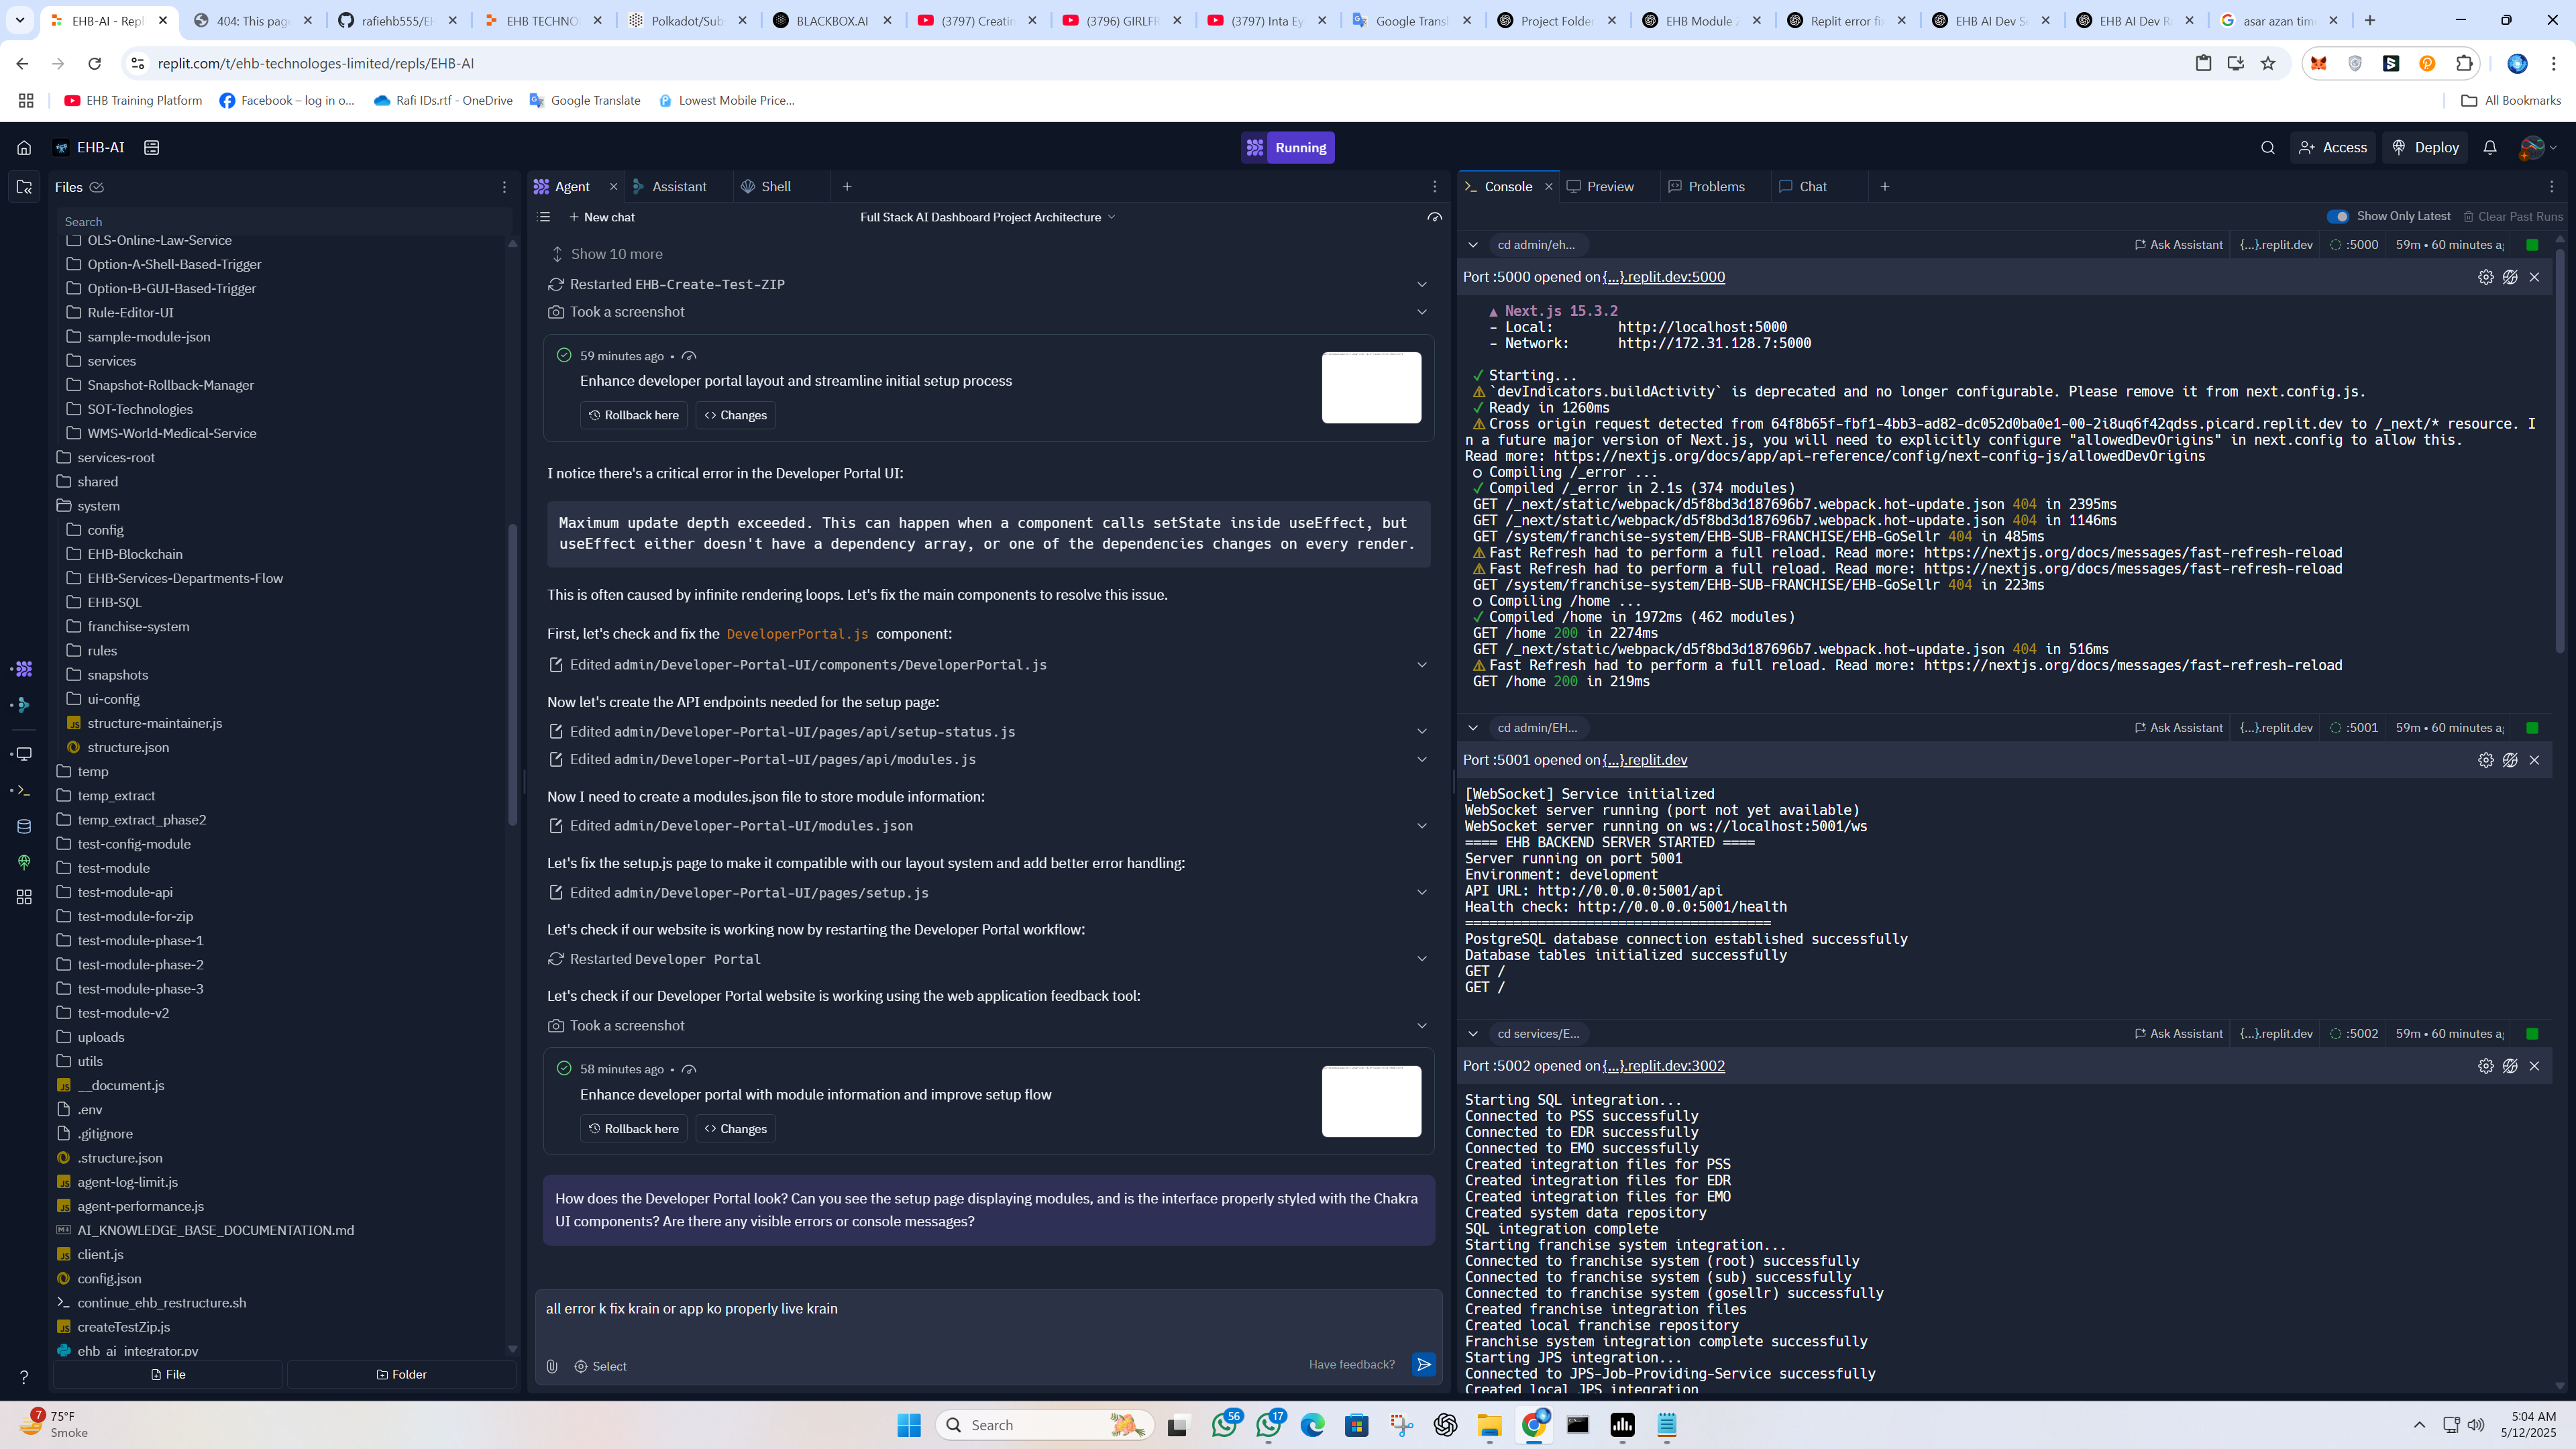 EHB-AI - Repl
404: This page
rafiehb555/EH
EHB TECHNO
Polkadot/Sub
BLACKBOX.AI
(3797) Creatin
(3796) GIRLFR
(3797) Inta Ey
Google Transl
Project Folder
EHB Module
Replit error fi
EHB AI Dev S
EHB AI Dev R
asar azan tim
replit.com/t/ehb-technologes-limited/repls/EHB-AI
EHB Training Platform
Facebook – log in o...
Rafi IDs.rtf - OneDrive
Google Translate
Lowest Mobile Price...
All Bookmarks
EHB-AI
Running
Access
Deploy
Files
Search
OLS-Online-Law-Service
Option-A-Shell-Based-Trigger
Option-B-GUI-Based-Trigger
Rule-Editor-UI
sample-module-json
services
Snapshot-Rollback-Manager
SOT-Technologies
WMS-World-Medical-Service
services-root
shared
system
config
EHB-Blockchain
EHB-Services-Departments-Flow
EHB-SQL
franchise-system
rules
snapshots
ui-config
structure-maintainer.js
structure.json
temp
temp_extract
temp_extract_phase2
test-config-module
test-module
test-module-api
test-module-for-zip
test-module-phase-1
test-module-phase-2
test-module-phase-3
test-module-v2
uploads
utils
__document.js
.env
.gitignore
.structure.json
agent-log-limit.js
agent-performance.js
AI_KNOWLEDGE_BASE_DOCUMENTATION.md
client.js
config.json
continue_ehb_restructure.sh
createTestZip.js
ehb_ai_integrator.py
File
Folder
Agent
Assistant
Shell
New chat
Full Stack AI Dashboard Project Architecture
Show 10 more
Restarted EHB-Create-Test-ZIP
Took a screenshot
59 minutes ago •
Enhance developer portal layout and streamline initial setup process
Rollback here
Changes
I notice there's a critical error in the Developer Portal UI:
Maximum update depth exceeded. This can happen when a component calls setState inside useEffect, but
useEffect either doesn't have a dependency array, or one of the dependencies changes on every render.
This is often caused by infinite rendering loops. Let's fix the main components to resolve this issue.
First, let's check and fix the DeveloperPortal.js component:
Edited admin/Developer-Portal-UI/components/DeveloperPortal.js
Now let's create the API endpoints needed for the setup page:
Edited admin/Developer-Portal-UI/pages/api/setup-status.js
Edited admin/Developer-Portal-UI/pages/api/modules.js
Now I need to create a modules.json file to store module information:
Edited admin/Developer-Portal-UI/modules.json
Let's fix the setup.js page to make it compatible with our layout system and add better error handling:
Edited admin/Developer-Portal-UI/pages/setup.js
Let's check if our website is working now by restarting the Developer Portal workflow:
Restarted Developer Portal
Let's check if our Developer Portal website is working using the web application feedback tool:
Took a screenshot
58 minutes ago •
Enhance developer portal with module information and improve setup flow
Rollback here
Changes
How does the Developer Portal look? Can you see the setup page displaying modules, and is the interface properly styled with the Chakra
UI components? Are there any visible errors or console messages?
all error k fix krain or app ko properly live krain
Select
Have feedback?
Console
Preview
Problems
Chat
Show Only Latest
Clear Past Runs
cd admin/eh...
Ask Assistant
{...}.replit.dev
:5000
59m • 60 minutes a
Port :5000 opened on {...}.replit.dev:5000
▲ Next.js 15.3.2
- Local: http://localhost:5000
- Network: http://172.31.128.7:5000
✓ Starting...
⚠ `devIndicators.buildActivity` is deprecated and no longer configurable. Please remove it from next.config.js.
✓ Ready in 1260ms
⚠ Cross origin request detected from 64f8b65f-fbf1-4bb3-ad82-dc052d0ba0e1-00-2i8uq6f42qdss.picard.replit.dev to /_next/* resource. I
n a future major version of Next.js, you will need to explicitly configure "allowedDevOrigins" in next.config to allow this.
Read more: https://nextjs.org/docs/app/api-reference/config/next-config-js/allowedDevOrigins
○ Compiling /_error ...
✓ Compiled /_error in 2.1s (374 modules)
GET /_next/static/webpack/d5f8bd3d187696b7.webpack.hot-update.json 404 in 2395ms
GET /_next/static/webpack/d5f8bd3d187696b7.webpack.hot-update.json 404 in 1146ms
GET /system/franchise-system/EHB-SUB-FRANCHISE/EHB-GoSellr 404 in 485ms
⚠ Fast Refresh had to perform a full reload. Read more: https://nextjs.org/docs/messages/fast-refresh-reload
⚠ Fast Refresh had to perform a full reload. Read more: https://nextjs.org/docs/messages/fast-refresh-reload
GET /system/franchise-system/EHB-SUB-FRANCHISE/EHB-GoSellr 404 in 223ms
○ Compiling /home ...
✓ Compiled /home in 1972ms (462 modules)
GET /home 200 in 2274ms
GET /_next/static/webpack/d5f8bd3d187696b7.webpack.hot-update.json 404 in 516ms
⚠ Fast Refresh had to perform a full reload. Read more: https://nextjs.org/docs/messages/fast-refresh-reload
GET /home 200 in 219ms
cd admin/EH...
Ask Assistant
{...}.replit.dev
:5001
59m • 60 minutes a
Port :5001 opened on {...}.replit.dev
[WebSocket] Service initialized
WebSocket server running (port not yet available)
WebSocket server running on ws://localhost:5001/ws
==== EHB BACKEND SERVER STARTED ====
Server running on port 5001
Environment: development
API URL: http://0.0.0.0:5001/api
Health check: http://0.0.0.0:5001/health
======================================
PostgreSQL database connection established successfully
Database tables initialized successfully
GET /
GET /
cd services/E...
Ask Assistant
{...}.replit.dev
:5002
59m • 60 minutes a
Port :5002 opened on {...}.replit.dev:3002
Starting SQL integration...
Connected to PSS successfully
Connected to EDR successfully
Connected to EMO successfully
Created integration files for PSS
Created integration files for EDR
Created integration files for EMO
Created system data repository
SQL integration complete
Starting franchise system integration...
Connected to franchise system (root) successfully
Connected to franchise system (sub) successfully
Connected to franchise system (gosellr) successfully
Created franchise integration files
Created local franchise repository
Franchise system integration complete successfully
Starting JPS integration...
Connected to JPS-Job-Providing-Service successfully
Created local JPS integration
7
75°F
Smoke
Search
56
17
5:04 AM
5/12/2025